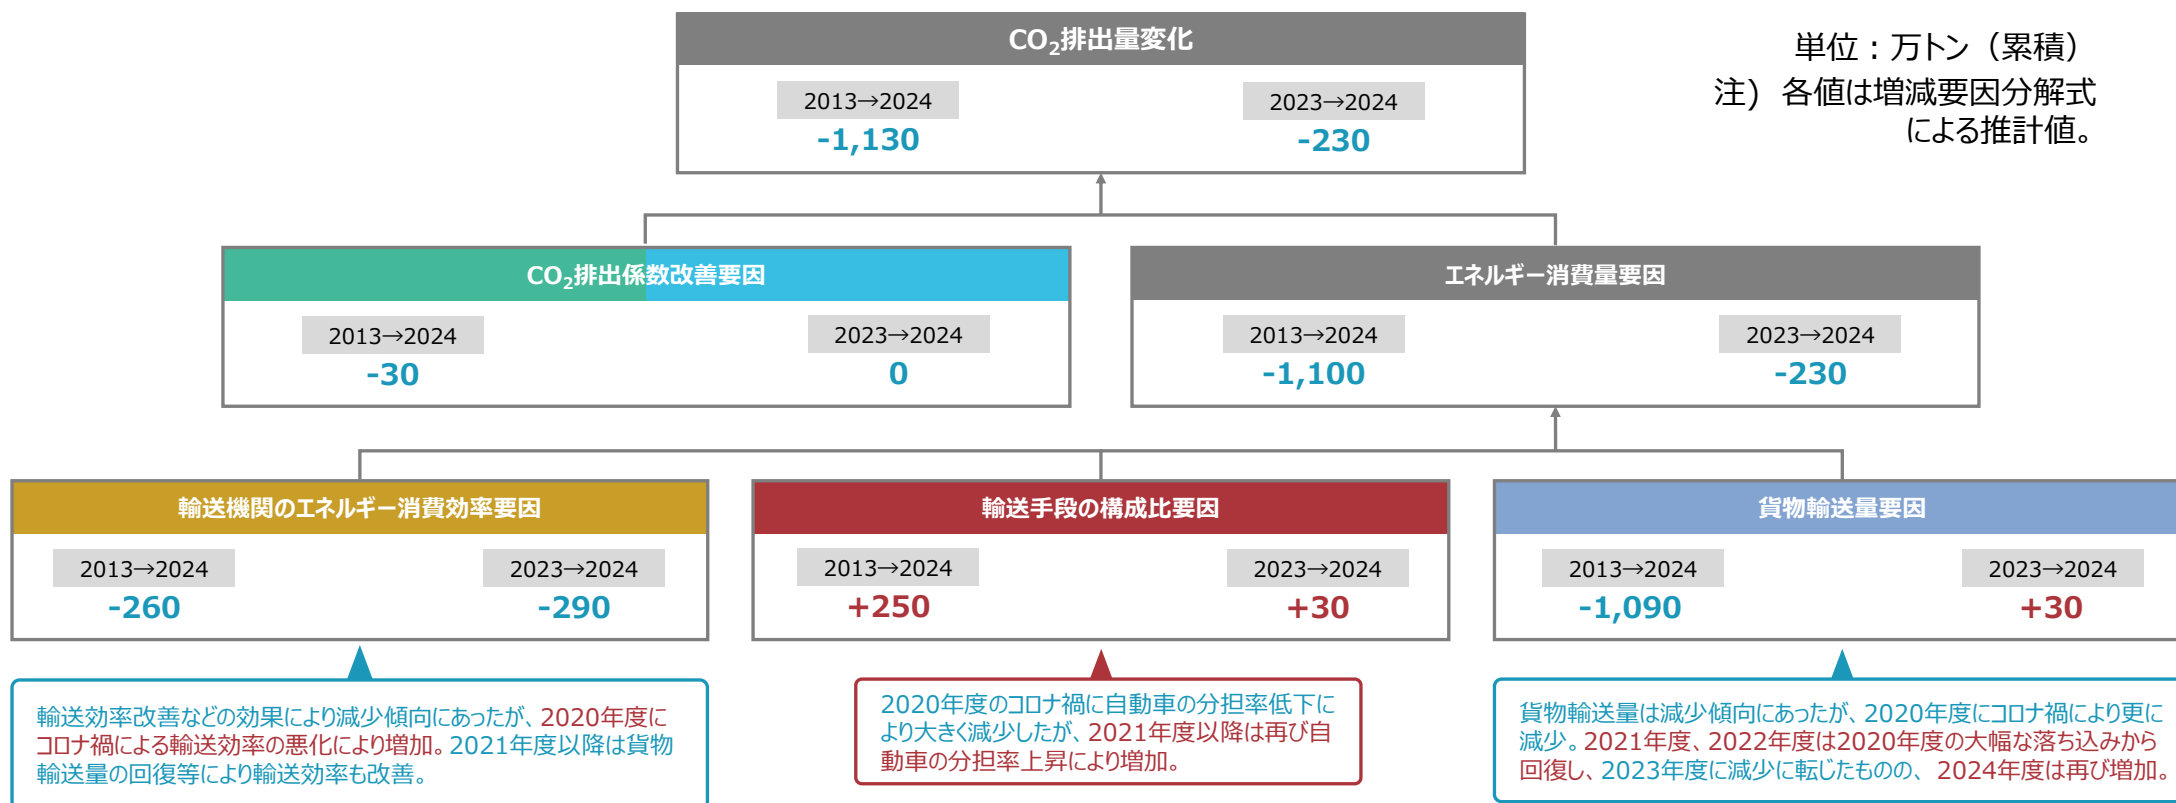 CO₂排出量変化
2013→2024
2023→2024
-1,130
-230
単位：万トン（累積）
注） 各値は増減要因分解式
による推計値。
CO₂排出係数改善要因
2013→2024
2023→2024
-30
0
エネルギー消費量要因
2013→2024
2023→2024
-1,100
-230
輸送機関のエネルギー消費効率要因
2013→2024
2023→2024
-260
-290
輸送手段の構成比要因
2013→2024
2023→2024
+250
+30
貨物輸送量要因
2013→2024
2023→2024
-1,090
+30
輸送効率改善などの効果により減少傾向にあったが、2020年度に
コロナ禍による輸送効率の悪化により増加。2021年度以降は貨物
輸送量の回復等により輸送効率も改善。
2020年度のコロナ禍に自動車の分担率低下に
より大きく減少したが、2021年度以降は再び自
動車の分担率上昇により増加。
貨物輸送量は減少傾向にあったが、2020年度にコロナ禍により更に
減少。2021年度、2022年度は2020年度の大幅な落ち込みから
回復し、2023年度に減少に転じたものの、 2024年度は再び増加。